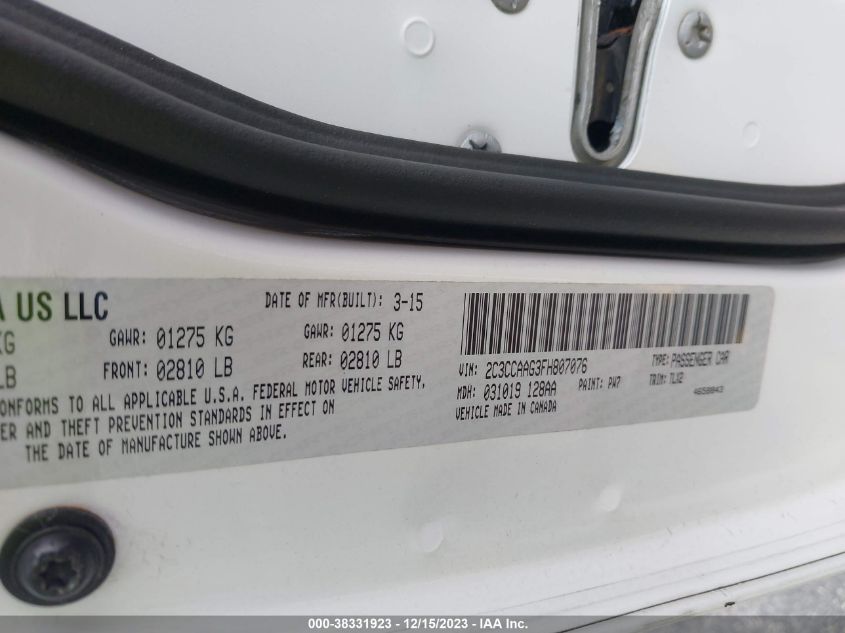 A US LLC
DATE OF MFR(BUILT): 3-15
KG GAWR: 01275 KG GAWR: 01275 KG
LB FRONT: 02810 LB REAR: 02810 LB
CONFORMS TO ALL APPLICABLE U.S.A. FEDERAL MOTOR VEHICLE SAFETY,
ER AND THEFT PREVENTION STANDARDS IN EFFECT ON
THE DATE OF MANUFACTURE SHOWN ABOVE.
VIN: 2C3CCAAG3FH807076 TYPE: PASSENGER CAR
MDH: 031019 128AA PAINT: PW7 TRIM: TLX2
VEHICLE MADE IN CANADA 4G580043
000-38331923 - 12/15/2023 - IAA Inc.